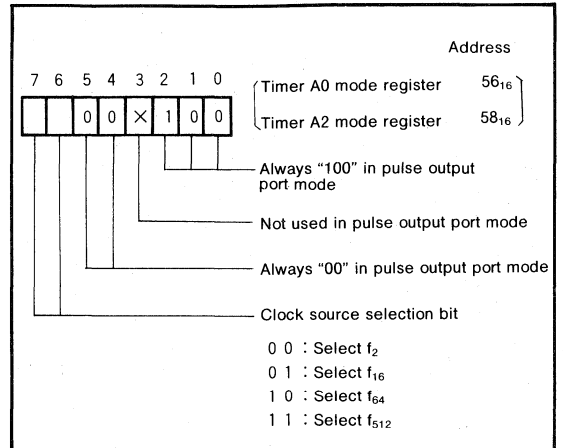 Address
7 6 5 4 3 2 1 0
Timer A0 mode register 56₁₆
0 0 × 1 0 0
Timer A2 mode register 58₁₆
Always “100” in pulse output
port mode
Not used in pulse output port mode
Always “00” in pulse output port mode
Clock source selection bit
0 0 : Select f₂
0 1 : Select f₁₆
1 0 : Select f₆₄
1 1 : Select f₅₁₂